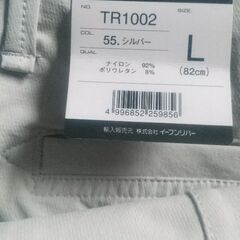 NO. TR1002
SIZE.
COL. 55. シルバー
L
QUAL.
ナイロン 92%
ポリウレタン 8%
(82cm)
4 996852 259856
輸入販売元 株式会社イーブンリバー